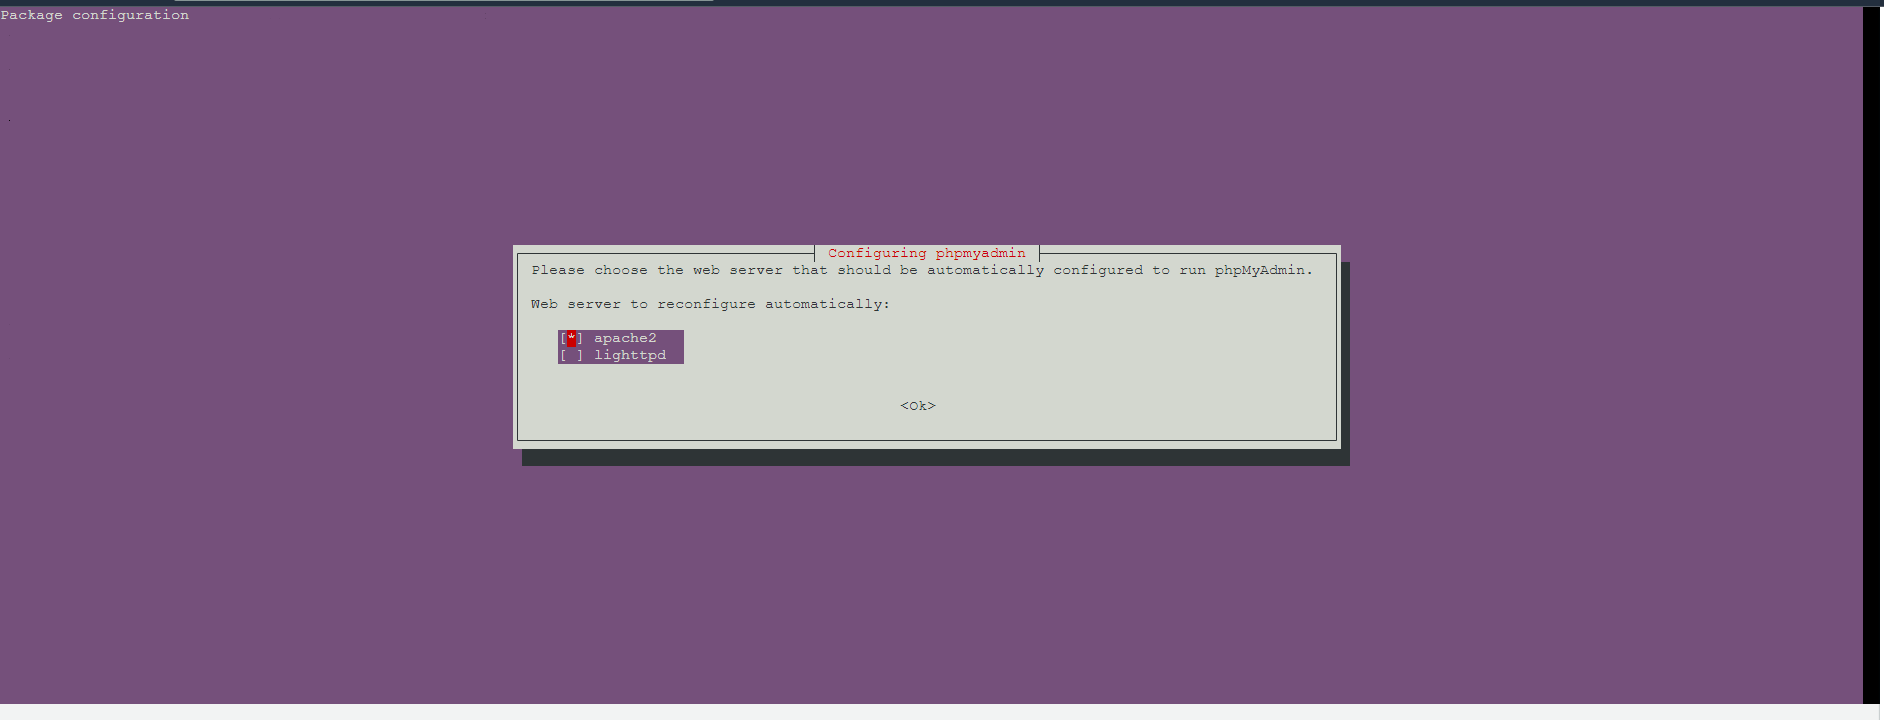 Package configuration
Configuring phpmyadmin
Please choose the web server that should be automatically configured to run phpMyAdmin.
Web server to reconfigure automatically:
[*] apache2
[ ] lighttpd
<Ok>